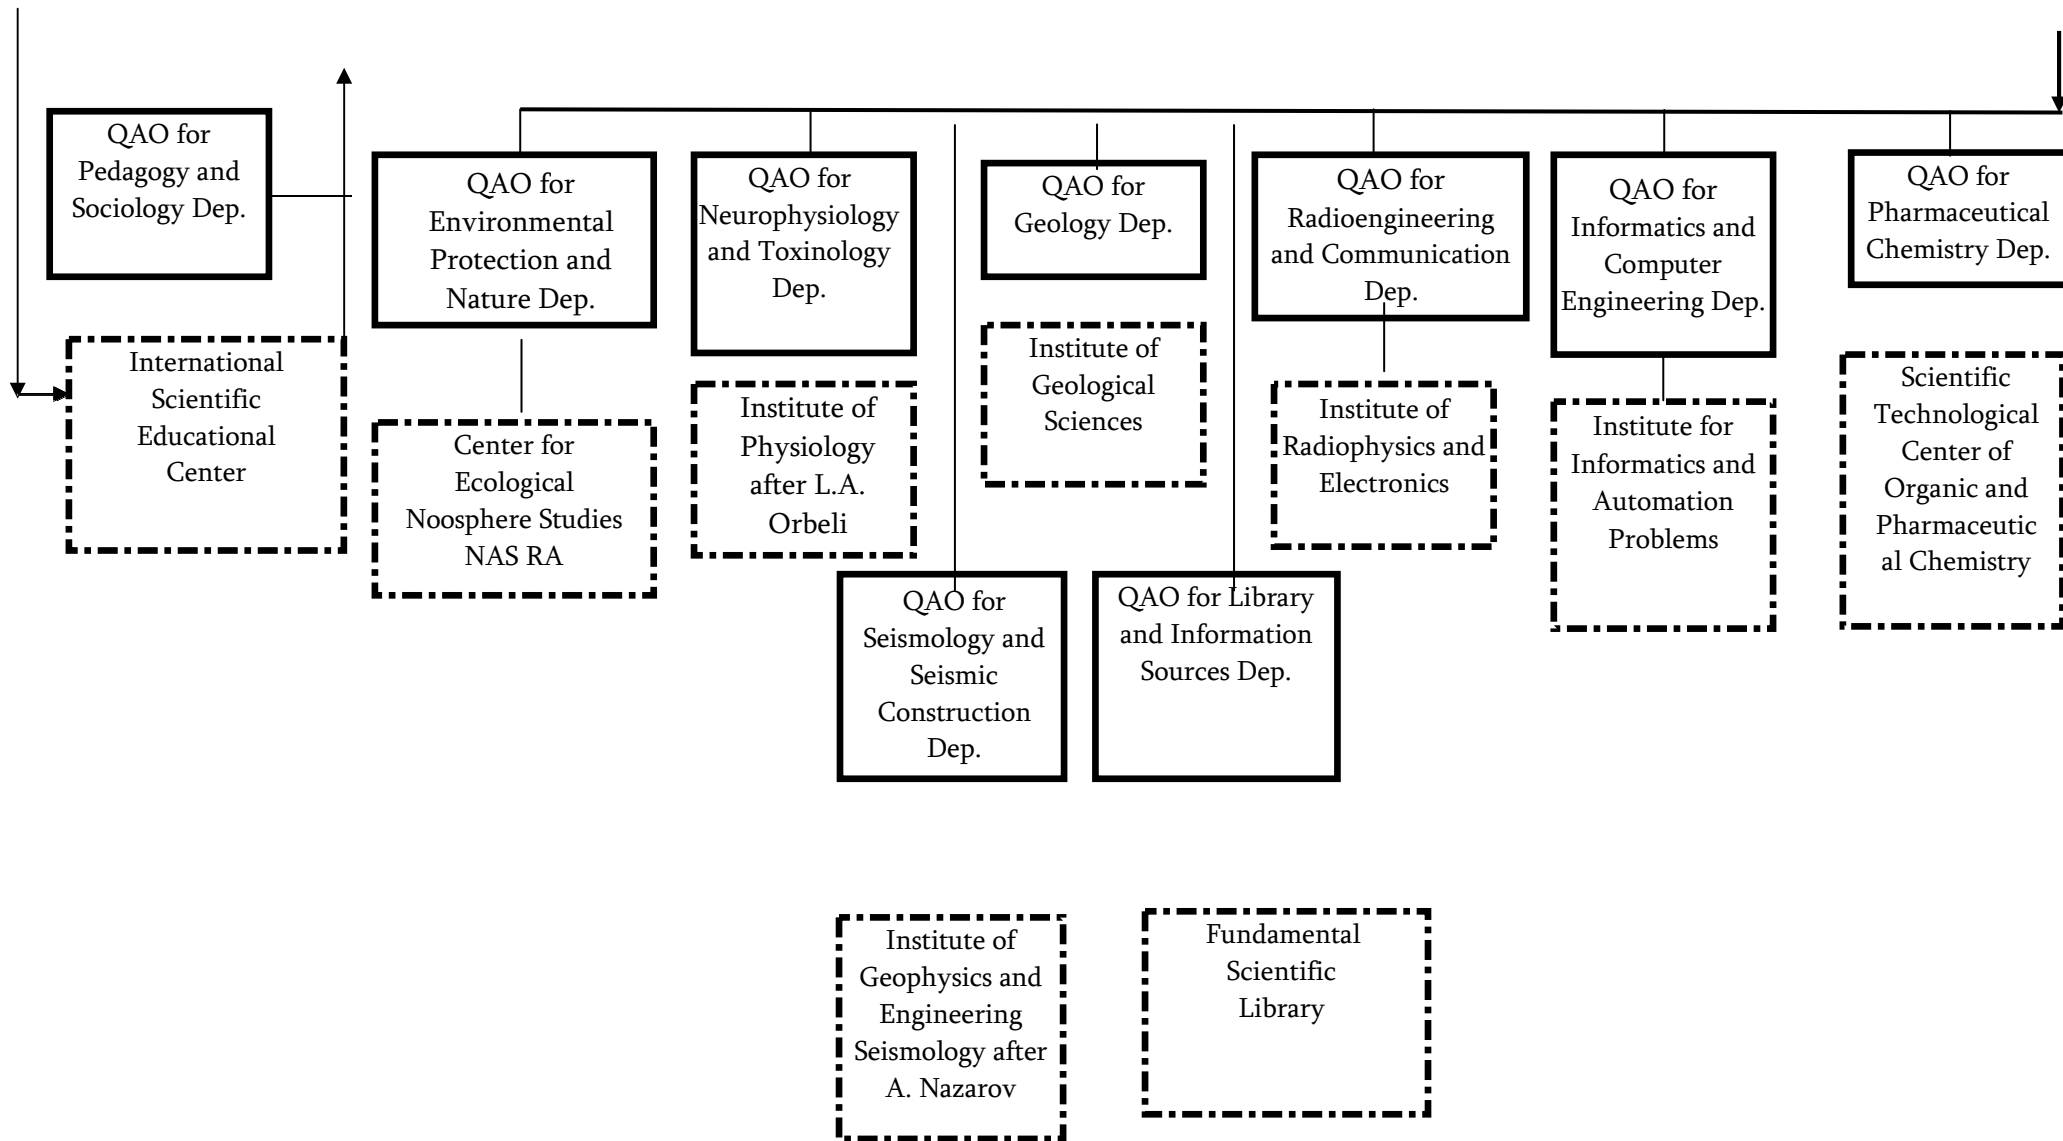 QAO for
Pedagogy and
Sociology Dep.
QAO for
Environmental
Protection and
Nature Dep.
QAO for
Neurophysiology
and Toxinology
Dep.
QAO for
Geology Dep.
QAO for
Radioengineering
and Communication
Dep.
QAO for
Informatics and
Computer
Engineering Dep.
QAO for
Pharmaceutical
Chemistry Dep.
International
Scientific
Educational
Center
Center for
Ecological
Noosphere Studies
NAS RA
Institute of
Physiology
after L.A.
Orbeli
Institute of
Geological
Sciences
Institute of
Radiophysics and
Electronics
Institute for
Informatics and
Automation
Problems
Scientific
Technological
Center of
Organic and
Pharmaceutic
al Chemistry
QAO for
Seismology and
Seismic
Construction
Dep.
QAO for Library
and Information
Sources Dep.
Institute of
Geophysics and
Engineering
Seismology after
A. Nazarov
Fundamental
Scientific
Library